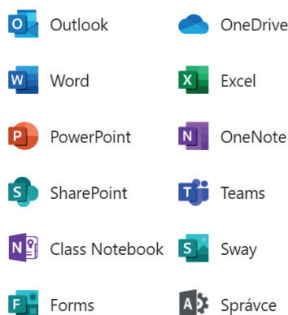 Outlook
OneDrive
Word
Excel
PowerPoint
OneNote
SharePoint
Teams
Class Notebook
Sway
Forms
Správce